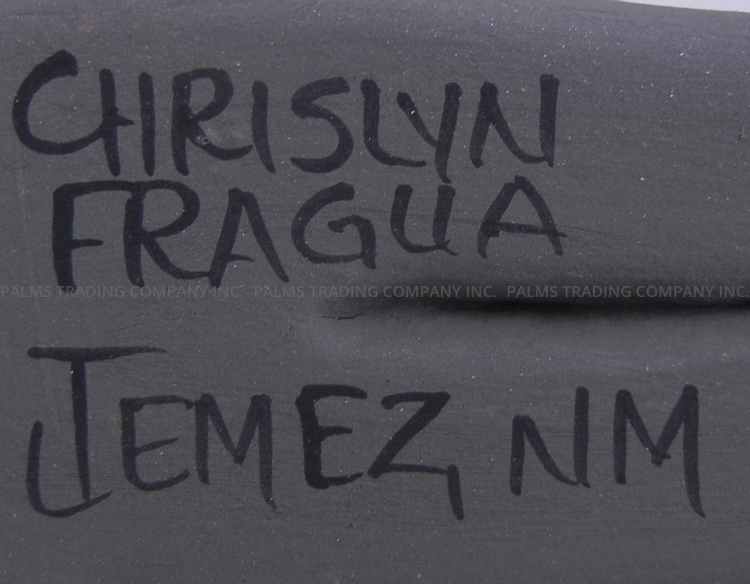 CHRISLYN
FRAGUA
PALMS TRADING COMPANY INC. PALMS TRADING COMPANY INC. PALMS TRADING COMPANY INC.
JEMEZ, NM